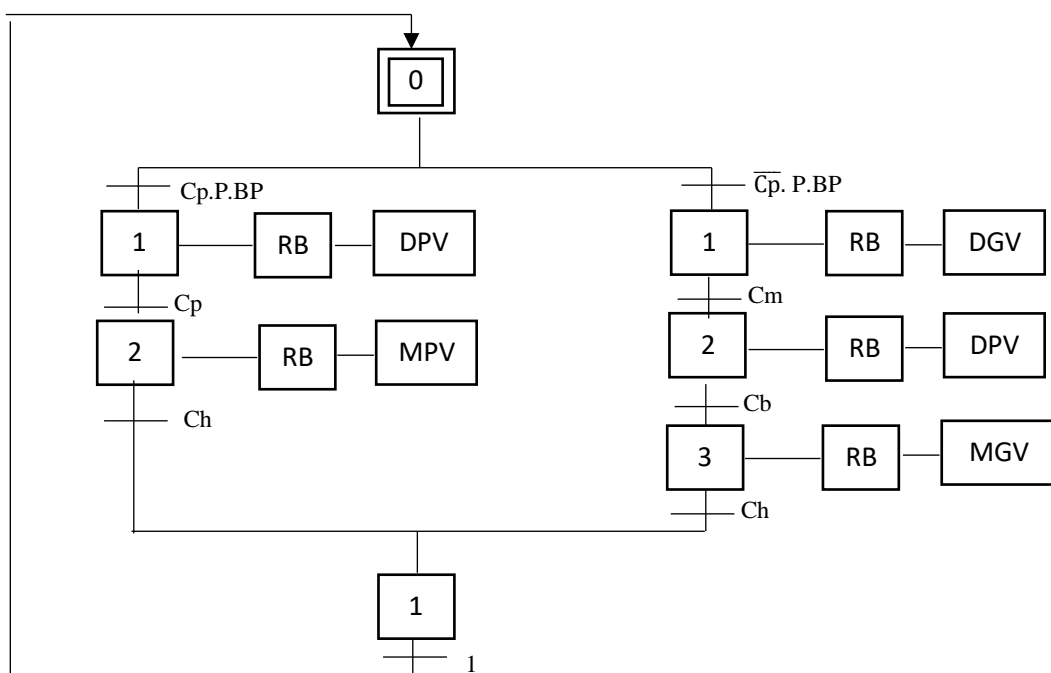 0
Cp.P.BP
C̅p̅. P.BP
1 RB DPV
1 RB DGV
Cp
Cm
2 RB MPV
2 RB DPV
Ch
Cb
3 RB MGV
Ch
1
1